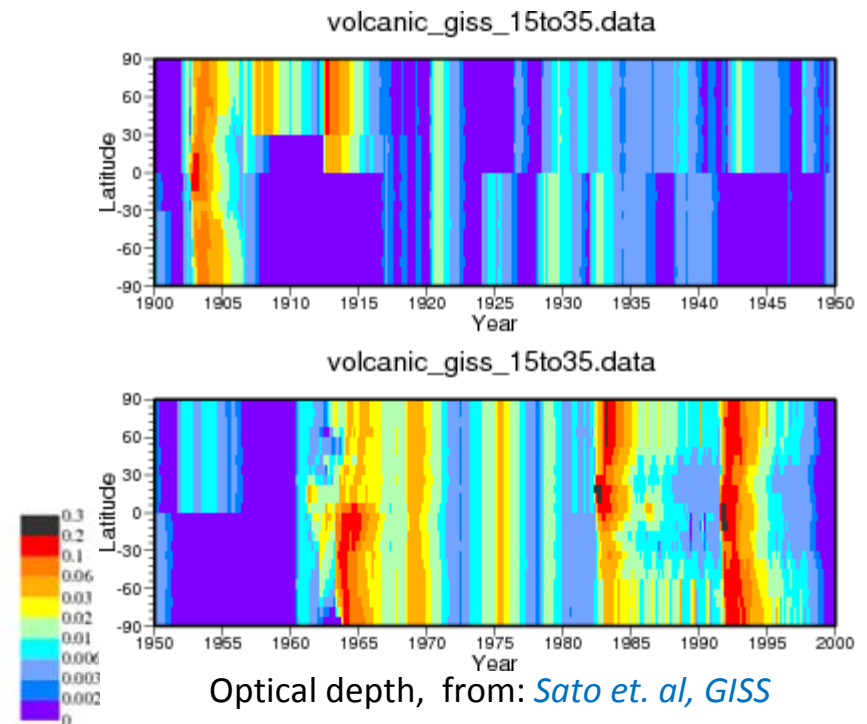 volcanic_giss_15to35.data
90
60
30
0
-30
-60
-90
Latitude
1900 1905 1910 1915 1920 1925 1930 1935 1940 1945 1950
Year
volcanic_giss_15to35.data
90
60
30
0
-30
-60
-90
Latitude
1950 1955 1960 1965 1970 1975 1980 1985 1990 1995 2000
Year
0.3
0.2
0.1
0.06
0.03
0.02
0.01
0.006
0.003
0.002
0
Optical depth, from: Sato et. al, GISS